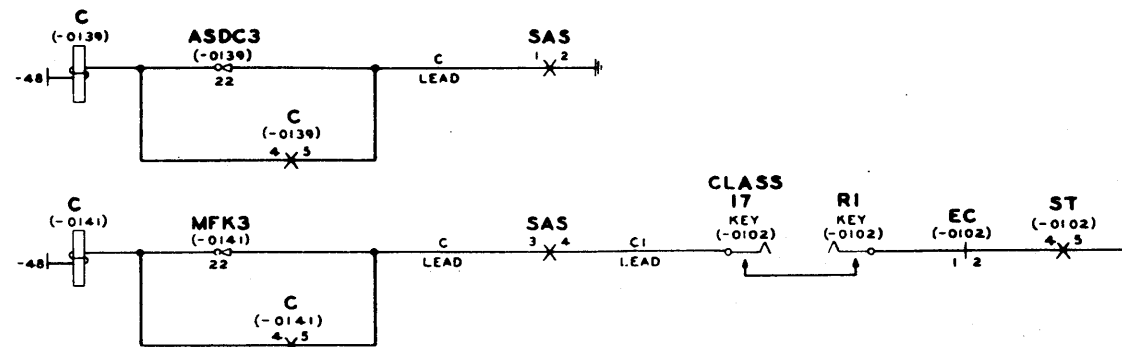 C
(-0139)
ASDC3
(-0139)
SAS
-48
22
C
LEAD
1 2
C
(-0139)
4 5
C
(-0141)
MFK3
(-0141)
SAS
CLASS
17
KEY
(-0102)
R1
KEY
(-0102)
EC
(-0102)
ST
(-0102)
4 5
-48
22
C
LEAD
3 4
C1
LEAD
1 2
C
(-0141)
4 5